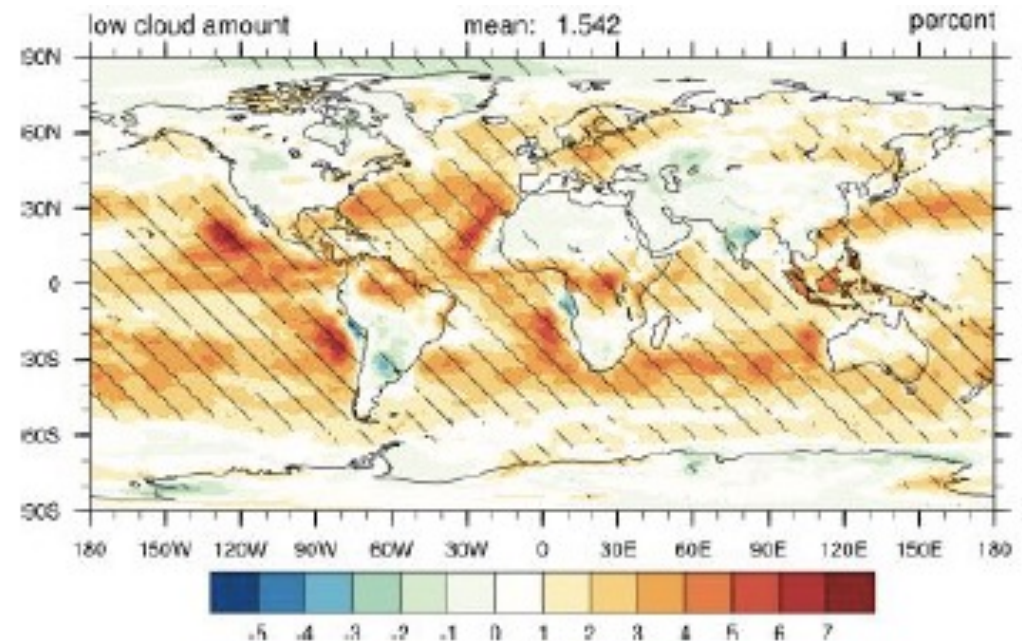 low cloud amount mean: 1.542 percent
90N
60N
30N
0
30S
60S
90S
180 150W 120W 90W 60W 30W 0 30E 60E 90E 120E 150E 180
-5 -4 -3 -2 -1 0 1 2 3 4 5 6 7